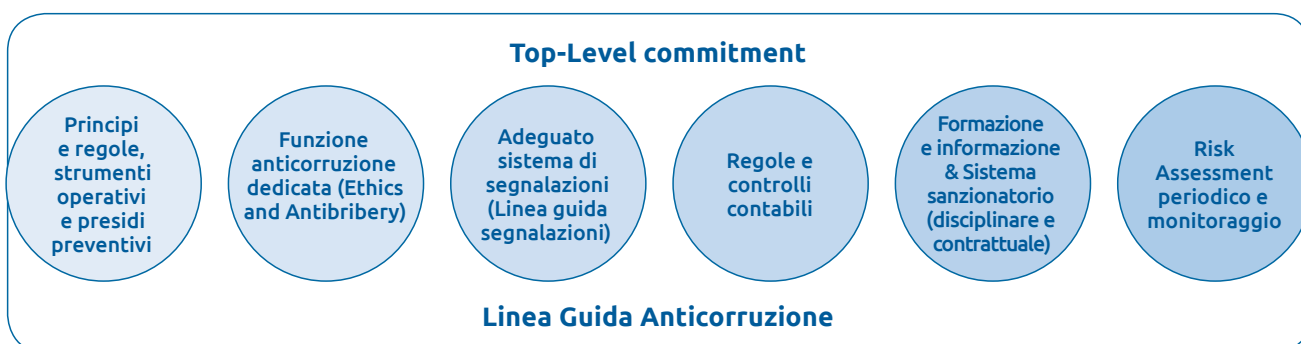 Top-Level commitment
Principi
e regole,
strumenti
operativi
e presidi
preventivi
Funzione
anticorruzione
dedicata (Ethics
and Antibribery)
Adeguato
sistema di
segnalazioni
(Linea guida
segnalazioni)
Regole e
controlli
contabili
Formazione
e informazione
& Sistema
sanzionatorio
(disciplinare e
contrattuale)
Risk
Assessment
periodico e
monitoraggio
Linea Guida Anticorruzione